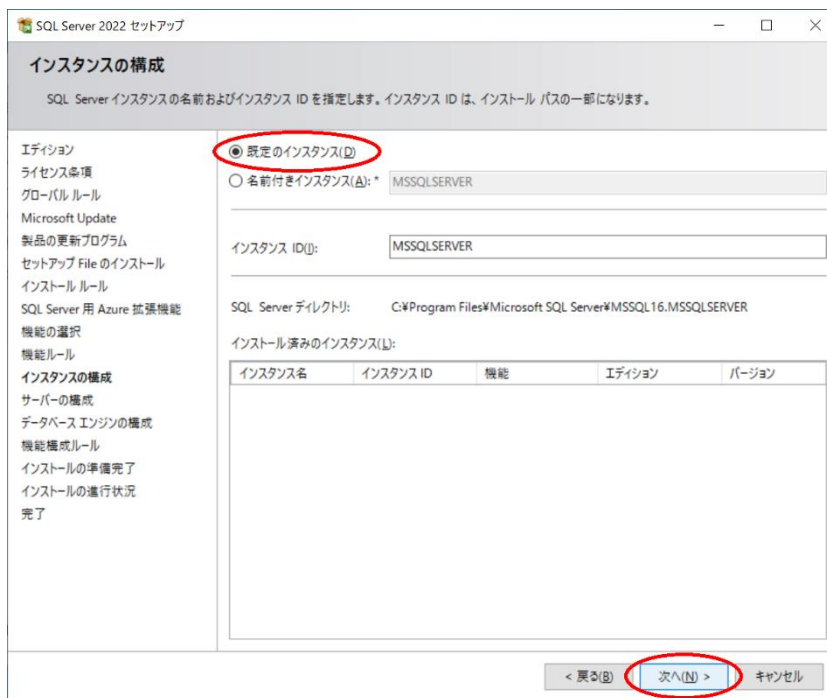 SQL Server 2022 セットアップ
インスタンスの構成
SQL Server インスタンスの名前およびインスタンス ID を指定します。インスタンス ID は、インストール パスの一部になります。
エディション
ライセンス条項
グローバル ルール
Microsoft Update
製品の更新プログラム
セットアップ File のインストール
インストール ルール
SQL Server 用 Azure 拡張機能
機能の選択
機能ルール
インスタンスの構成
サーバーの構成
データベース エンジンの構成
機能構成ルール
インストールの準備完了
インストールの進行状況
完了
既定のインスタンス(D)
名前付きインスタンス(A): * MSSQLSERVER
インスタンス ID(I): MSSQLSERVER
SQL Server ディレクトリ: C:¥Program Files¥Microsoft SQL Server¥MSSQL16.MSSQLSERVER
インストール済みのインスタンス(L):
インスタンス名 インスタンス ID 機能 エディション バージョン
< 戻る(B) 次へ(N) > キャンセル